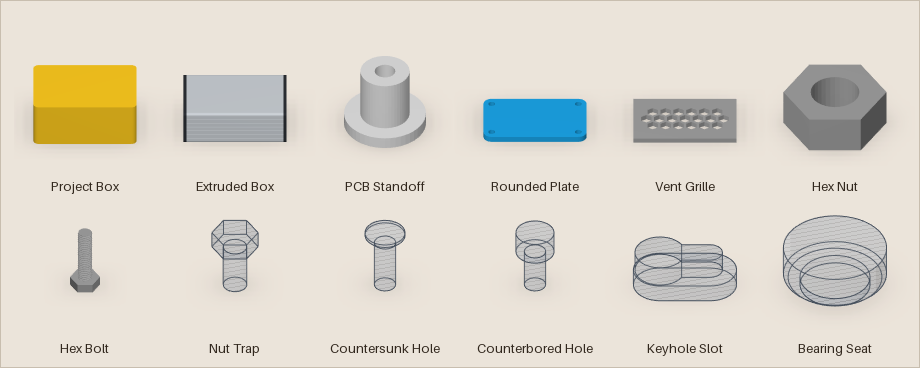 Project Box
Extruded Box
PCB Standoff
Rounded Plate
Vent Grille
Hex Nut
Hex Bolt
Nut Trap
Countersunk Hole
Counterbored Hole
Keyhole Slot
Bearing Seat